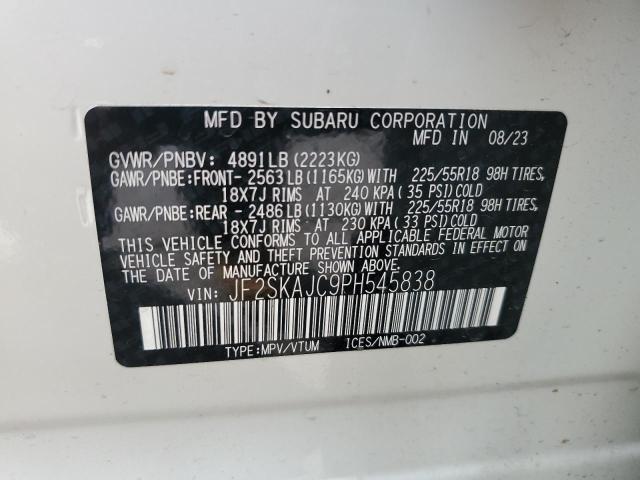 MFD BY SUBARU CORPORATION
MFD IN 08/23
GVWR/PNBV: 4891LB (2223KG)
GAWR/PNBE:FRONT- 2563LB (1165KG)WITH 225/55R18 98H TIRES,
18X7J RIMS AT 240 KPA (35 PSI)COLD
GAWR/PNBE:REAR - 2486LB (1130KG)WITH 225/55R18 98H TIRES,
18X7J RIMS AT 230 KPA (33 PSI)COLD
THIS VEHICLE CONFORMS TO ALL APPLICABLE FEDERAL MOTOR
VEHICLE SAFETY AND THEFT PREVENTION STANDARDS IN EFFECT ON
THE DATE OF MANUFACTURE SHOWN ABOVE.
VIN: JF2SKAJC9PH545838
TYPE:MPV/VTUM ICES/NMB-002